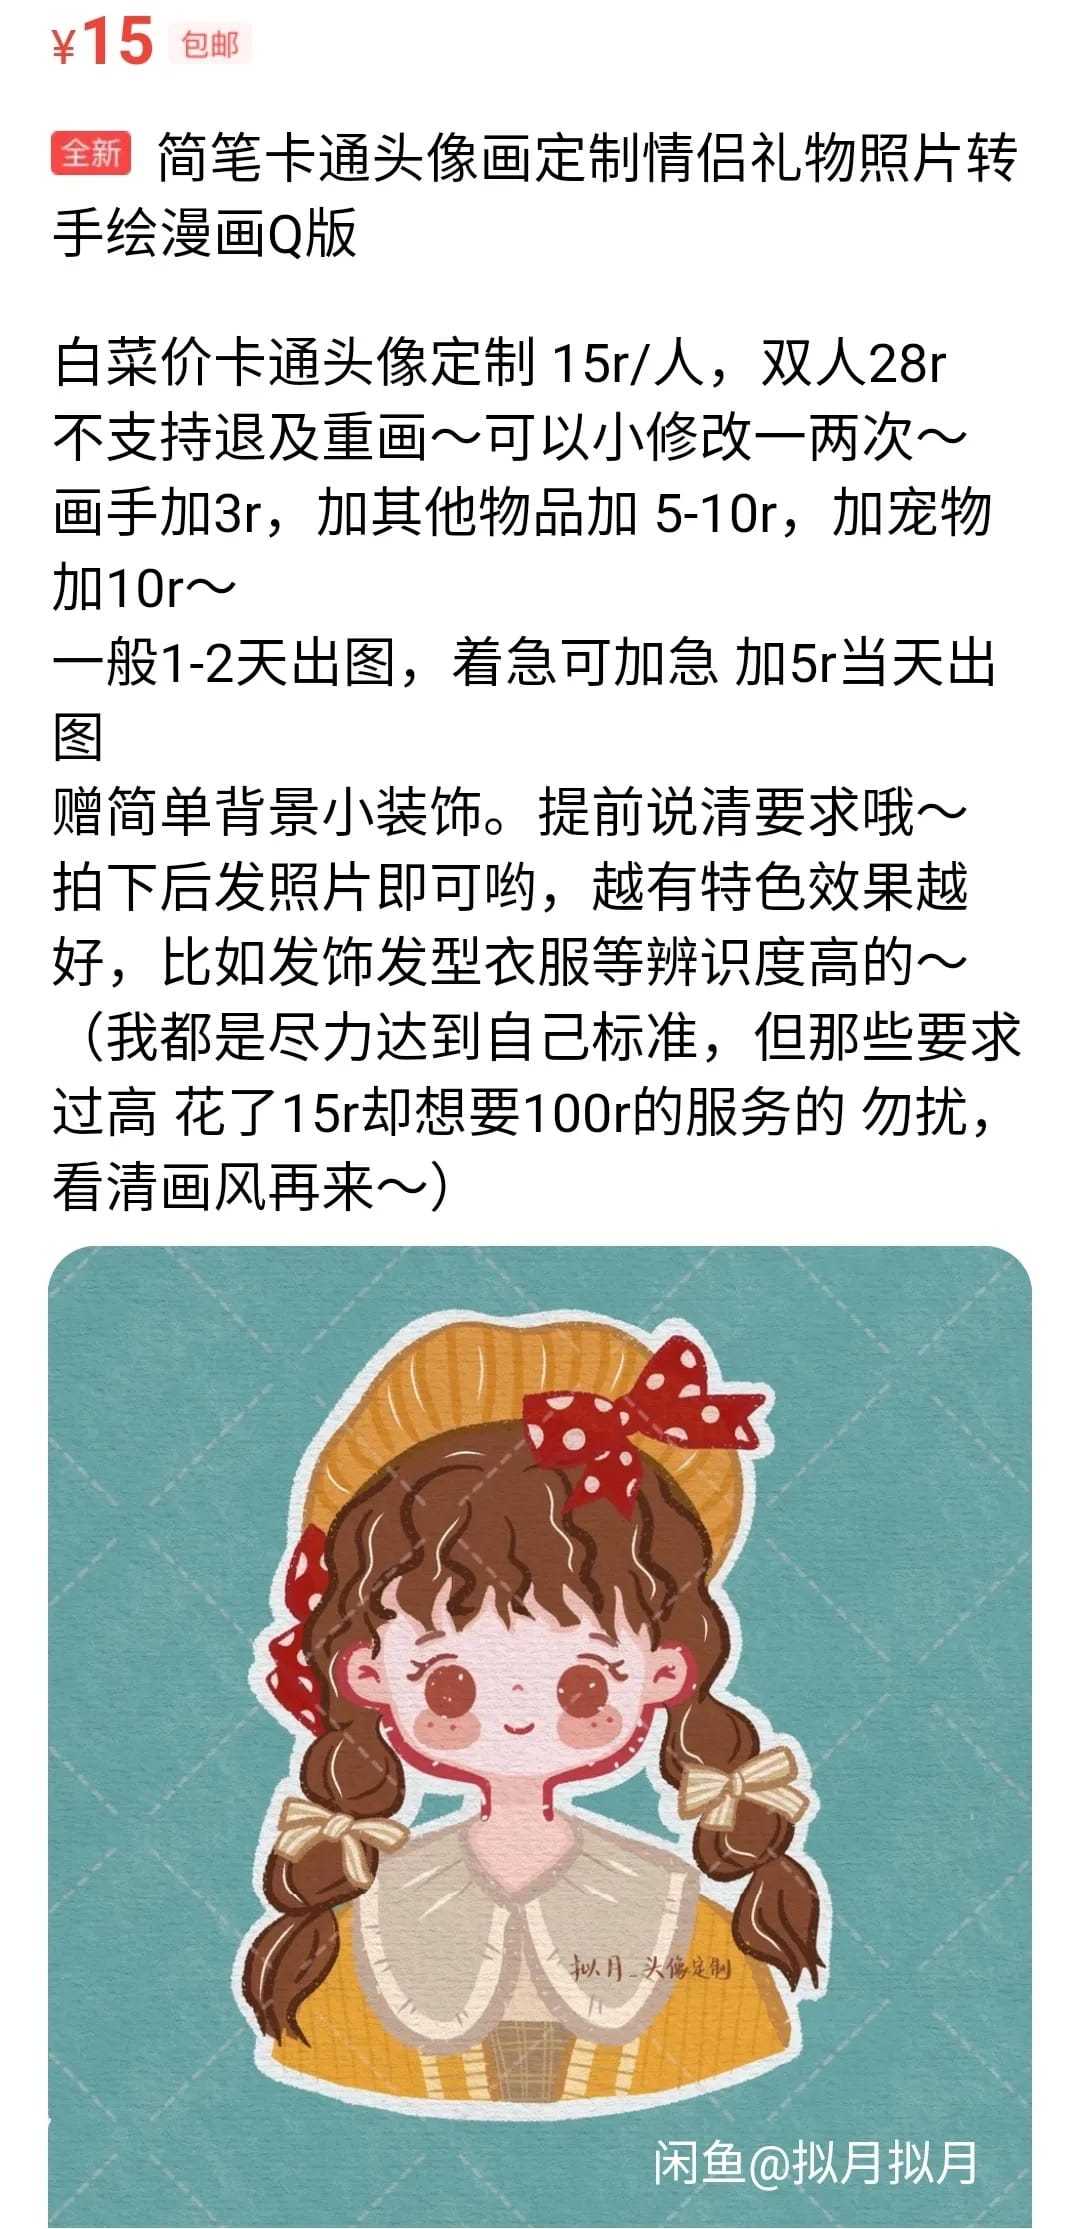 ¥15 包邮
全新 简笔卡通头像画定制情侣礼物照片转
手绘漫画Q版
白菜价卡通头像定制 15r/人，双人28r
不支持退及重画～可以小修改一两次～
画手加3r，加其他物品加 5-10r，加宠物
加10r～
一般1-2天出图，着急可加急 加5r当天出
图
赠简单背景小装饰。提前说清要求哦～
拍下后发照片即可哟，越有特色效果越
好，比如发饰发型衣服等辨识度高的～
（我都是尽力达到自己标准，但那些要求
过高 花了15r却想要100r的服务的 勿扰，
看清画风再来～）
拟月_头像定制
闲鱼@拟月拟月